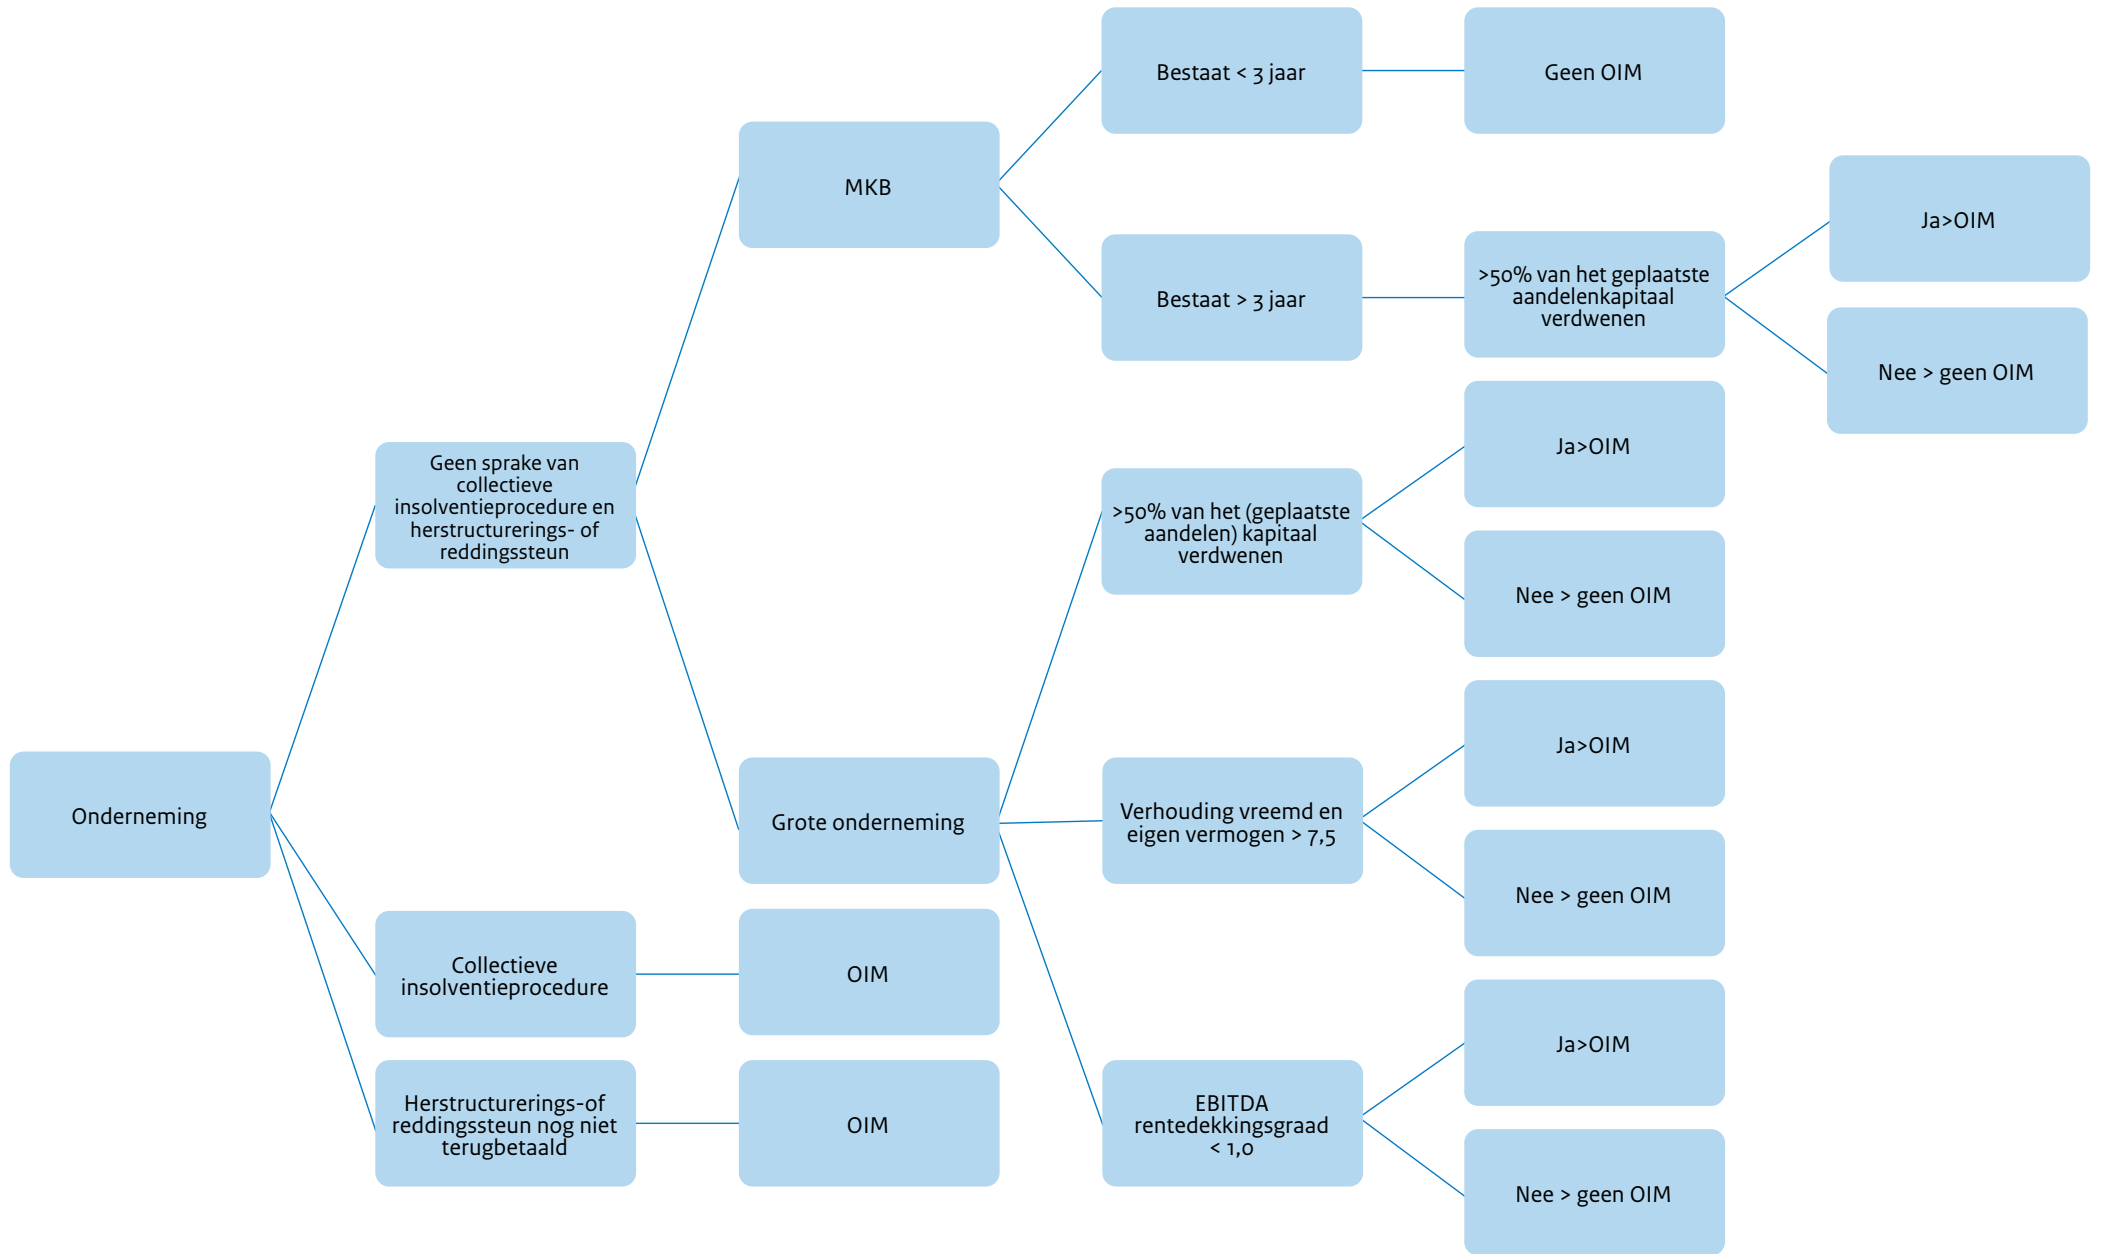 Bestaat < 3 jaar
Geen OIM
MKB
Ja>OIM
Bestaat > 3 jaar
>50% van het geplaatste
aandelenkapitaal
verdwenen
Nee > geen OIM
Geen sprake van
collectieve
insolventieprocedure en
herstructurerings- of
reddingssteun
>50% van het (geplaatste
aandelen) kapitaal
verdwenen
Ja>OIM
Nee > geen OIM
Onderneming
Grote onderneming
Verhouding vreemd en
eigen vermogen > 7,5
Ja>OIM
Nee > geen OIM
Collectieve
insolventieprocedure
OIM
Herstructurerings-of
reddingssteun nog niet
terugbetaald
OIM
EBITDA
rentedekkingsgraad
< 1,0
Ja>OIM
Nee > geen OIM